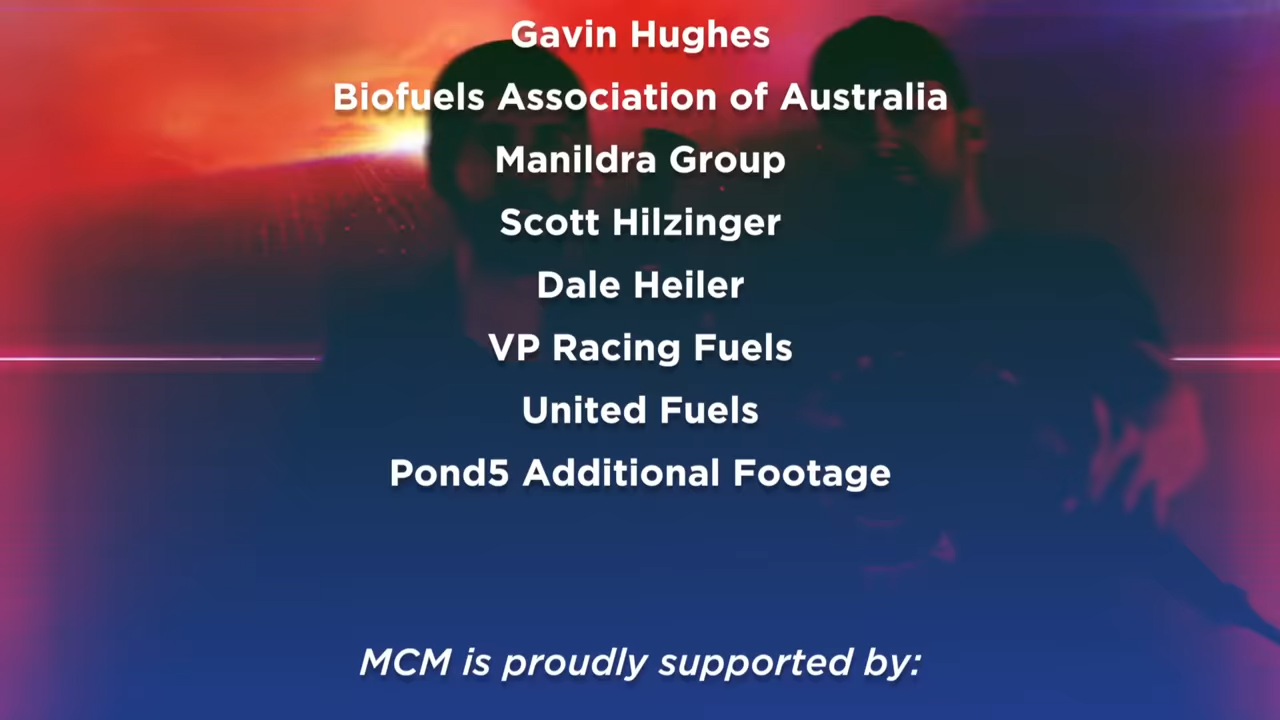 Gavin Hughes
Biofuels Association of Australia
Manildra Group
Scott Hilzinger
Dale Heiler
VP Racing Fuels
United Fuels
Pond5 Additional Footage
MCM is proudly supported by: